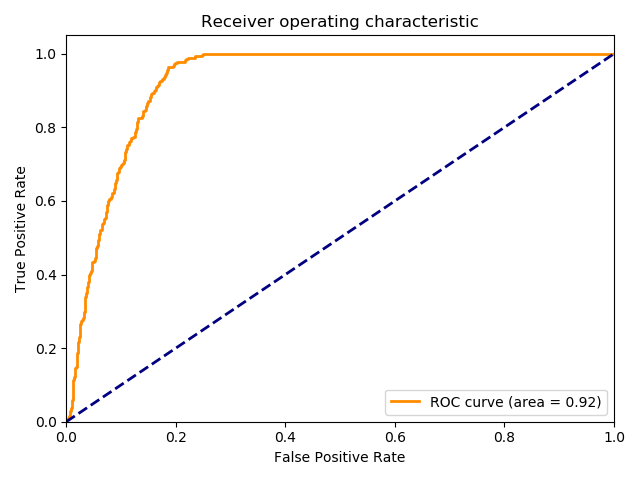 Receiver operating characteristic
1.0
0.8
0.6
0.4
0.2
0.0
True Positive Rate
ROC curve (area = 0.92)
0.0 0.2 0.4 0.6 0.8 1.0
False Positive Rate